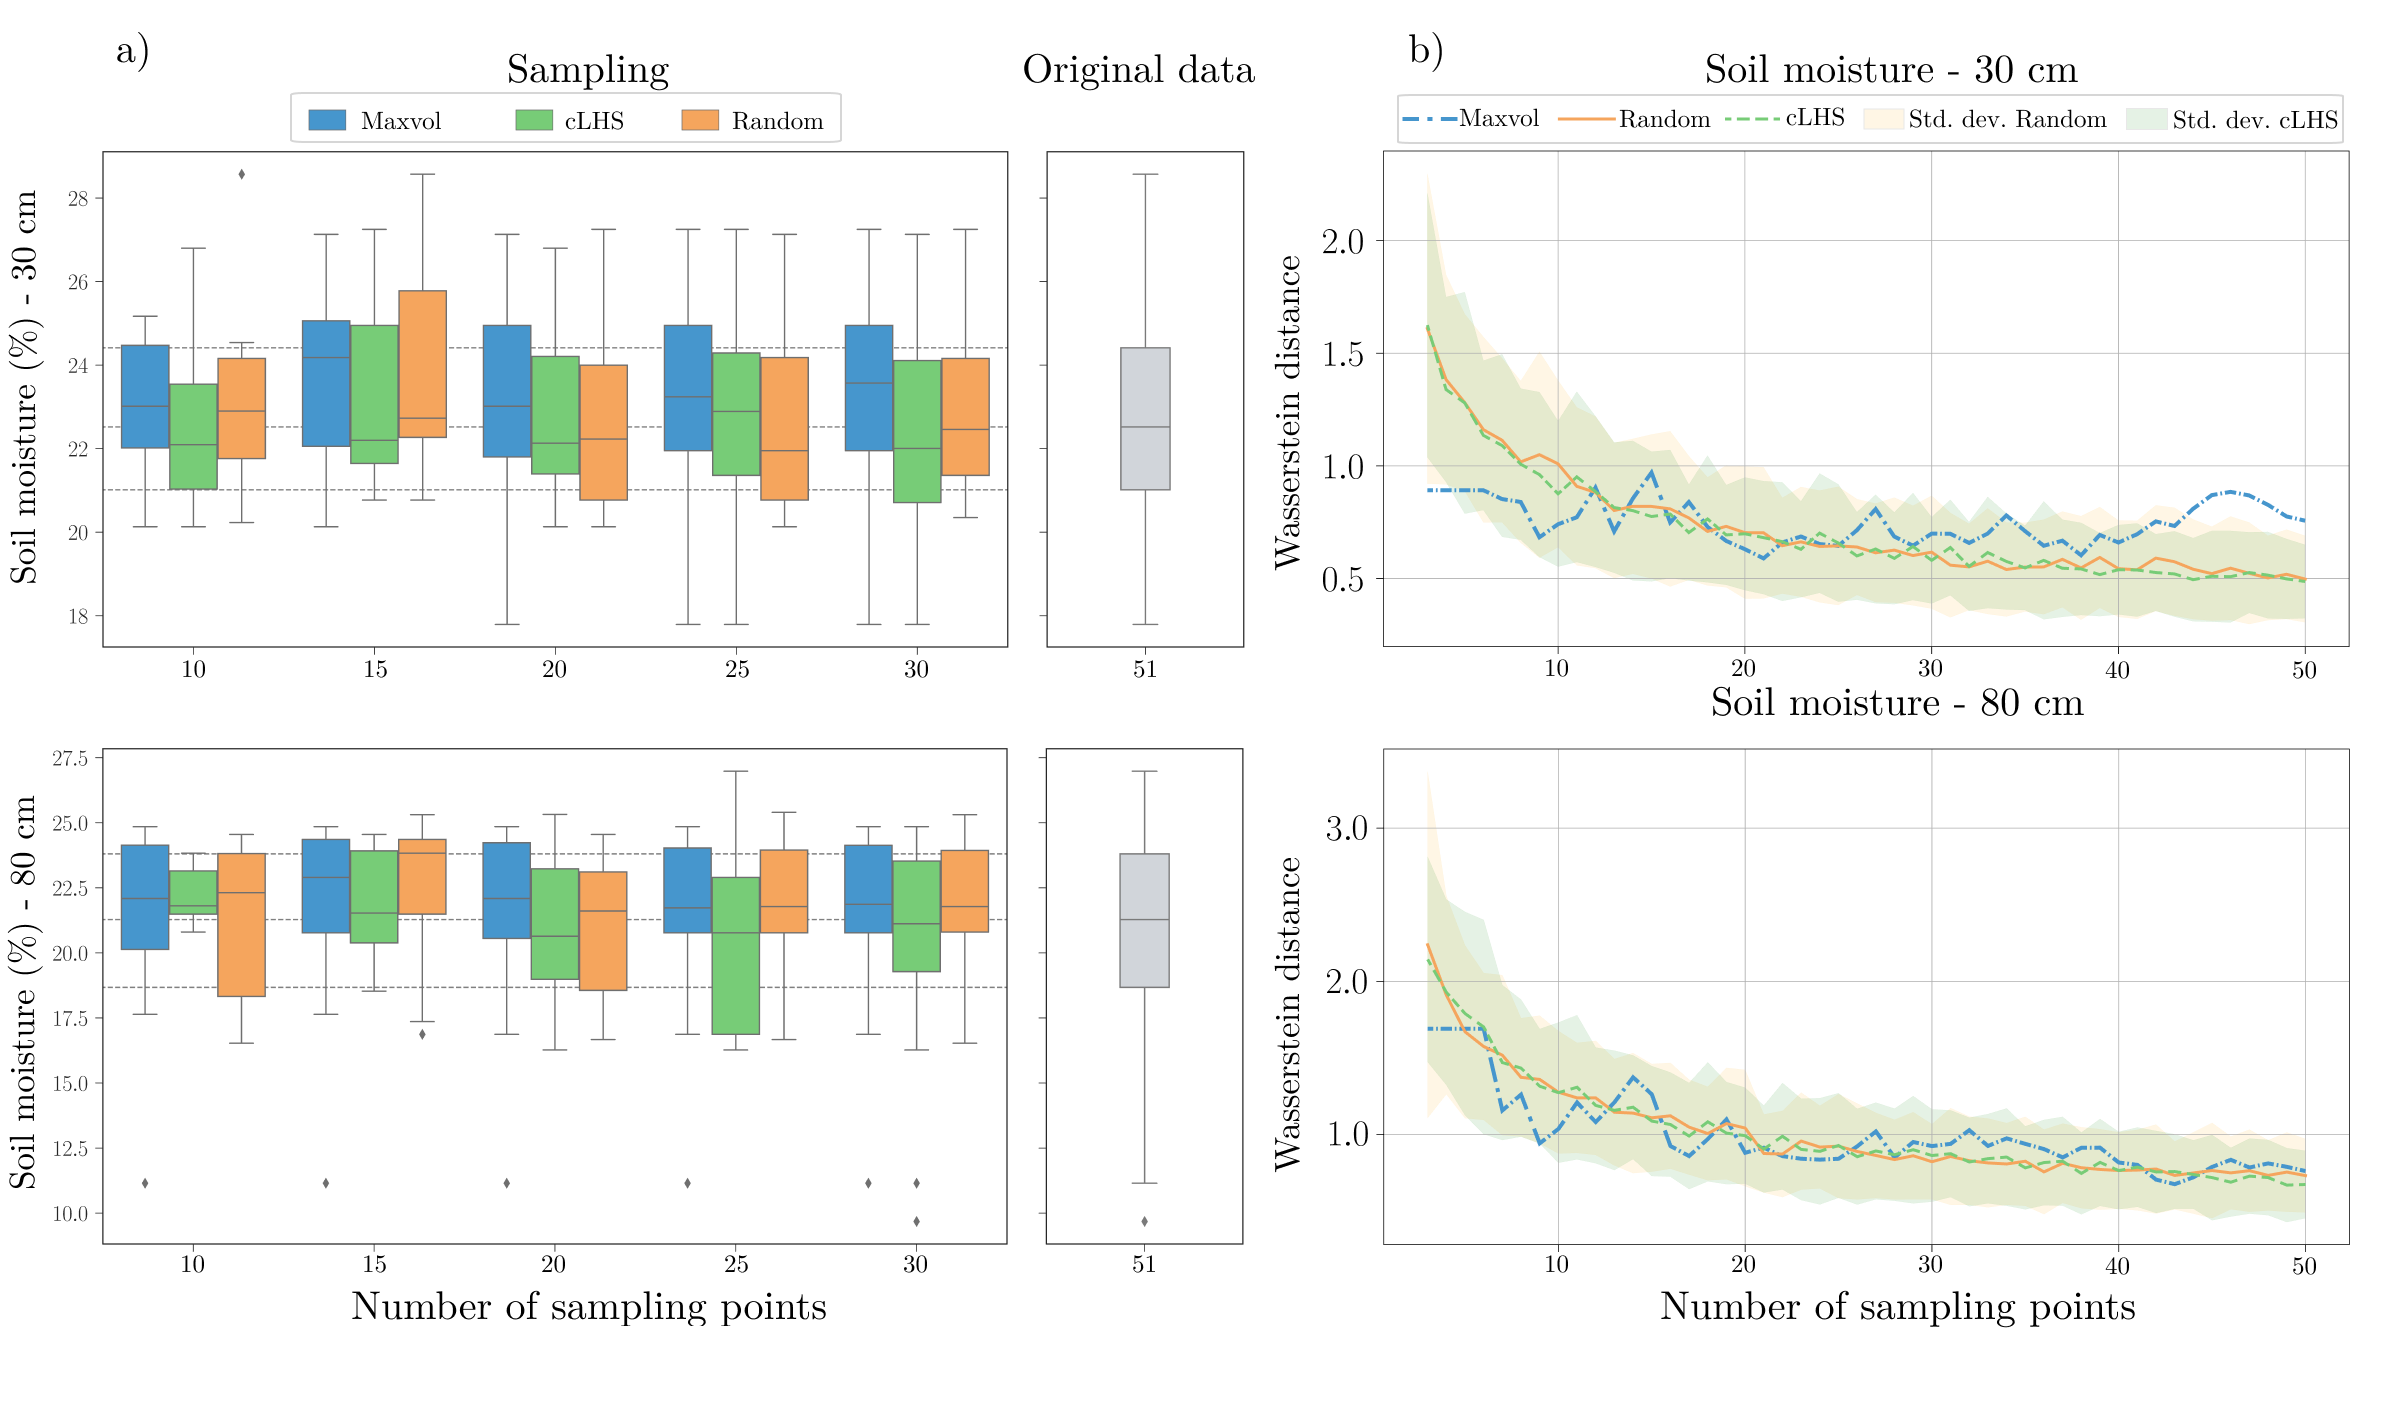 a)
Sampling
Original data
Maxvol cLHS Random
Soil moisture (%) - 30 cm
28
26
24
22
20
18
10 15 20 25 30
51
Soil moisture (%) - 80 cm
27.5
25.0
22.5
20.0
17.5
15.0
12.5
10.0
10 15 20 25 30
51
Number of sampling points
b)
Soil moisture - 30 cm
Maxvol Random cLHS Std. dev. Random Std. dev. cLHS
Wasserstein distance
2.0
1.5
1.0
0.5
10 20 30 40 50
Soil moisture - 80 cm
Wasserstein distance
3.0
2.0
1.0
10 20 30 40 50
Number of sampling points